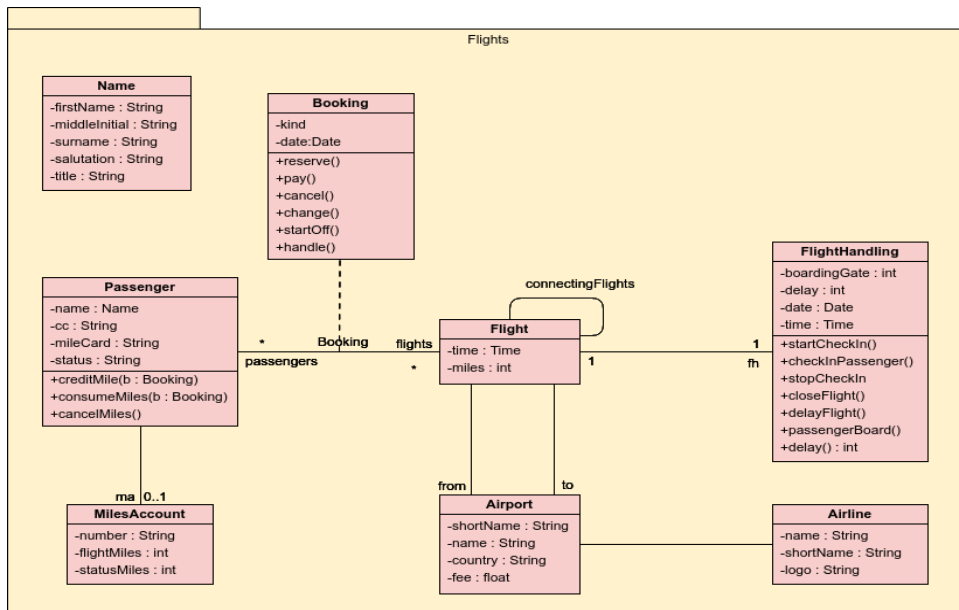 Flights
Name
-firstName : String
-middleInitial : String
-surname : String
-salutation : String
-title : String
Booking
-kind
-date:Date
+reserve()
+pay()
+cancel()
+change()
+startOff()
+handle()
Passenger
-name : Name
-cc : String
-mileCard : String
-status : String
+creditMile(b : Booking)
+consumeMiles(b : Booking)
+cancelMiles()
*
passengers
Booking
flights
*
connectingFlights
Flight
-time : Time
-miles : int
1
1
fh
FlightHandling
-boardingGate : int
-delay : int
-date : Date
-time : Time
+startCheckIn()
+checkInPassenger()
+stopCheckIn
+closeFlight()
+delayFlight()
+passengerBoard()
+delay() : int
ma 0..1
MilesAccount
-number : String
-flightMiles : int
-statusMiles : int
from
to
Airport
-shortName : String
-name : String
-country : String
-fee : float
Airline
-name : String
-shortName : String
-logo : String